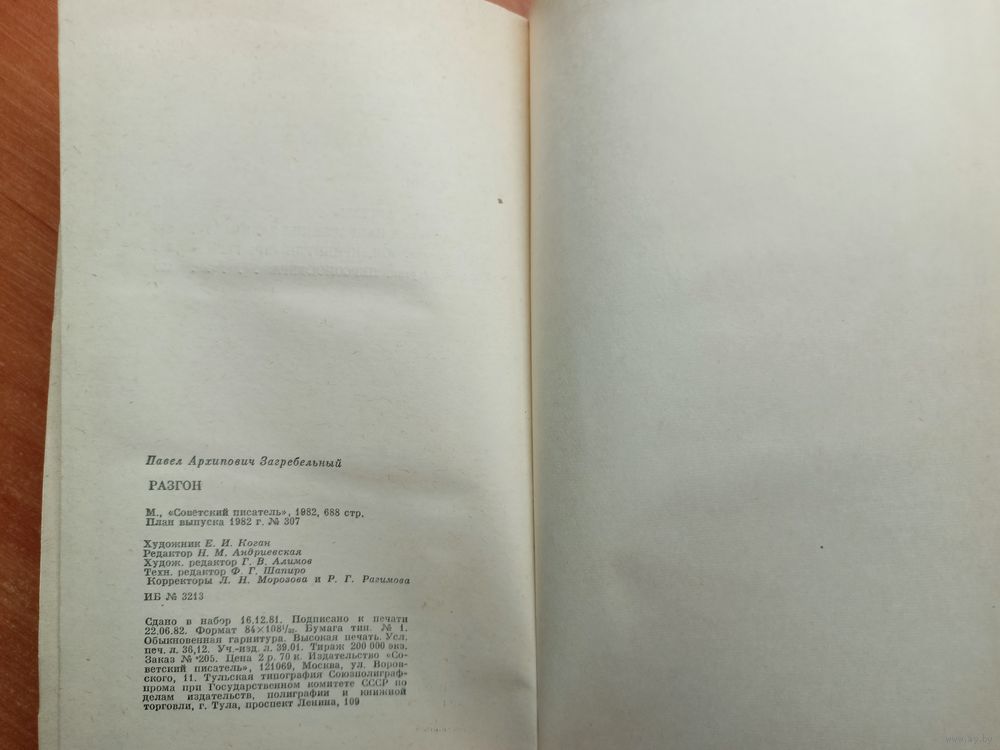 Павел Архипович Загребельный
РАЗГОН
М., «Советский писатель», 1982, 688 стр.
План выпуска 1982 г. № 307
Художник Е. И. Коган
Редактор Н. М. Андриевская
Худож. редактор Г. В. Алимов
Техн. редактор Ф. Г. Шапиро
Корректоры Л. Н. Морозова и Р. Г. Рагимова
ИБ № 3213
Сдано в набор 16.12.81. Подписано к печати
22.06.82. Формат 84×108¹/₃₂. Бумага тип. № 1.
Обыкновенная гарнитура. Высокая печать. Усл.
печ. л. 36,12. Уч.-изд. л. 39.01. Тираж 200 000 экз.
Заказ № 205. Цена 2 р. 70 к. Издательство «Со-
ветский писатель», 121069, Москва, ул. Воров-
ского, 11. Тульская типография Союзполиграф-
прома при Государственном комитете СССР по
делам издательств, полиграфии и книжной
торговли, г. Тула, проспект Ленина, 109
www.ay.by